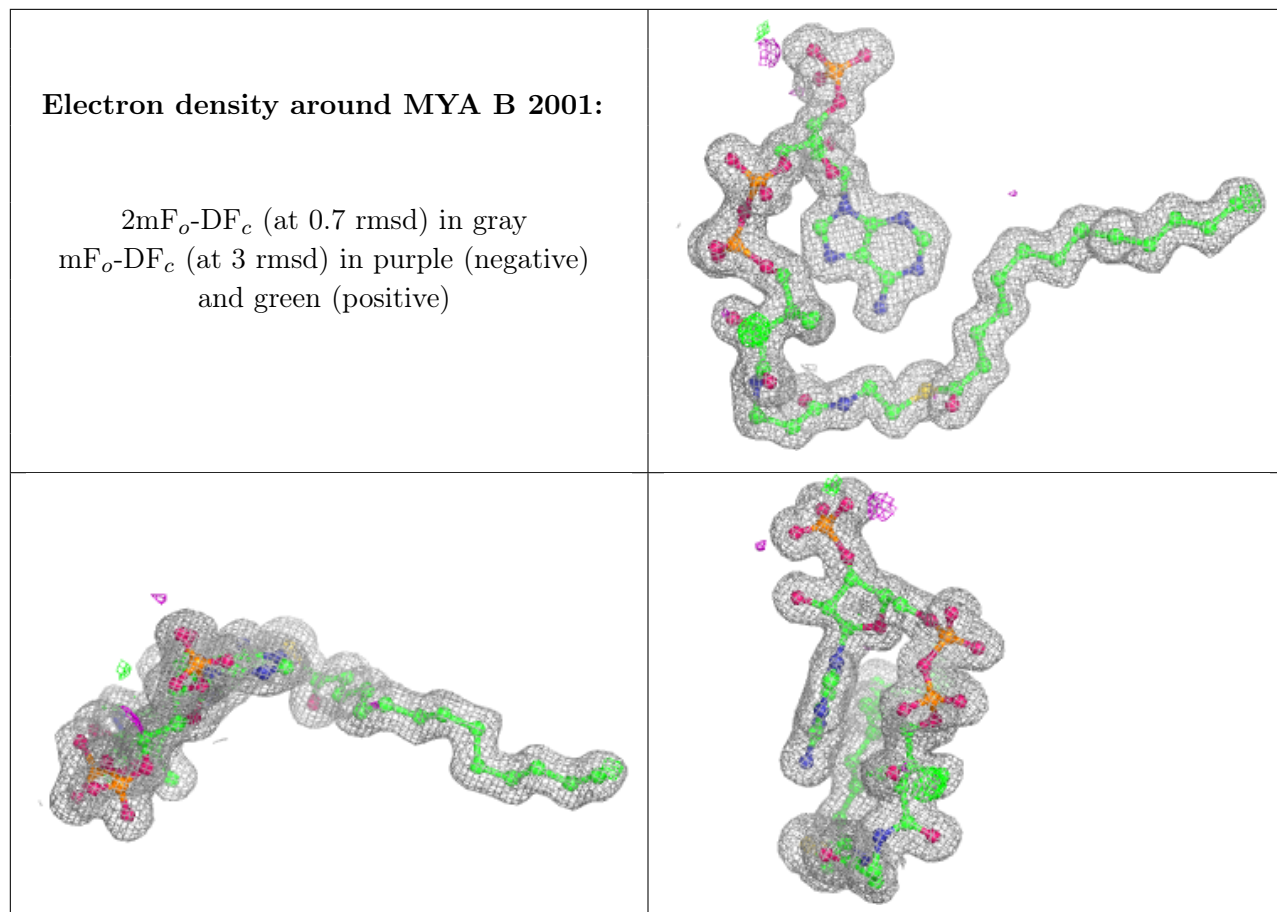 Electron density around MYA B 2001:
2mFo-DFc (at 0.7 rmsd) in gray
mFo-DFc (at 3 rmsd) in purple (negative)
and green (positive)